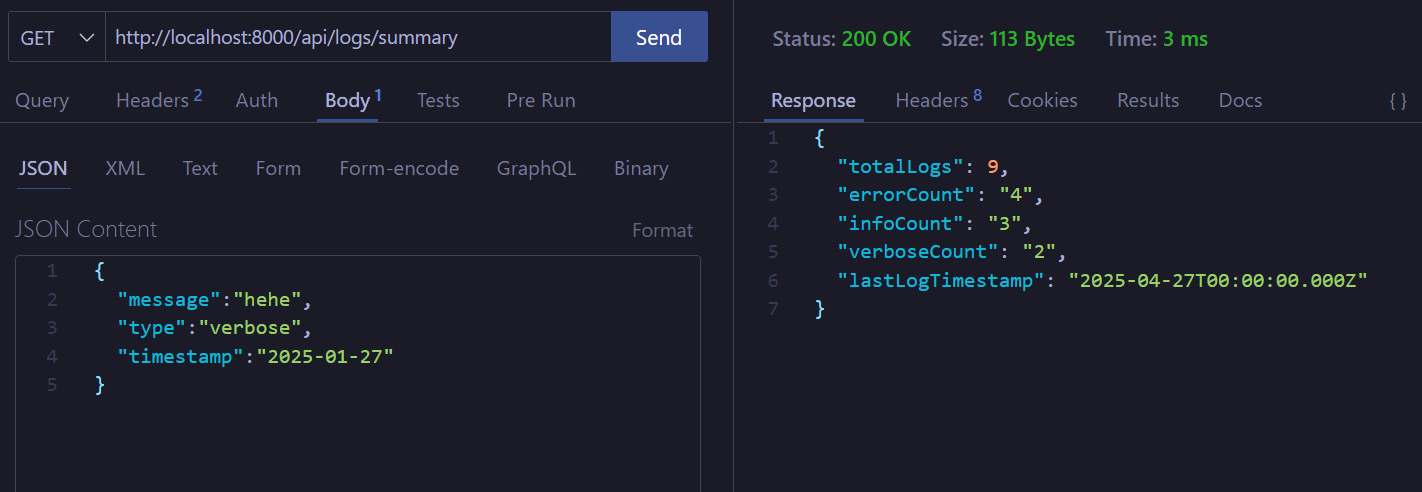 GET http://localhost:8000/api/logs/summary Send
Query Headers 2 Auth Body 1 Tests Pre Run
JSON XML Text Form Form-encode GraphQL Binary
JSON Content Format
1 {
2 "message":"hehe",
3 "type":"verbose",
4 "timestamp":"2025-01-27"
5 }
Status: 200 OK Size: 113 Bytes Time: 3 ms
Response Headers 8 Cookies Results Docs { }
1 {
2 "totalLogs": 9,
3 "errorCount": "4",
4 "infoCount": "3",
5 "verboseCount": "2",
6 "lastLogTimestamp": "2025-04-27T00:00:00.000Z"
7 }